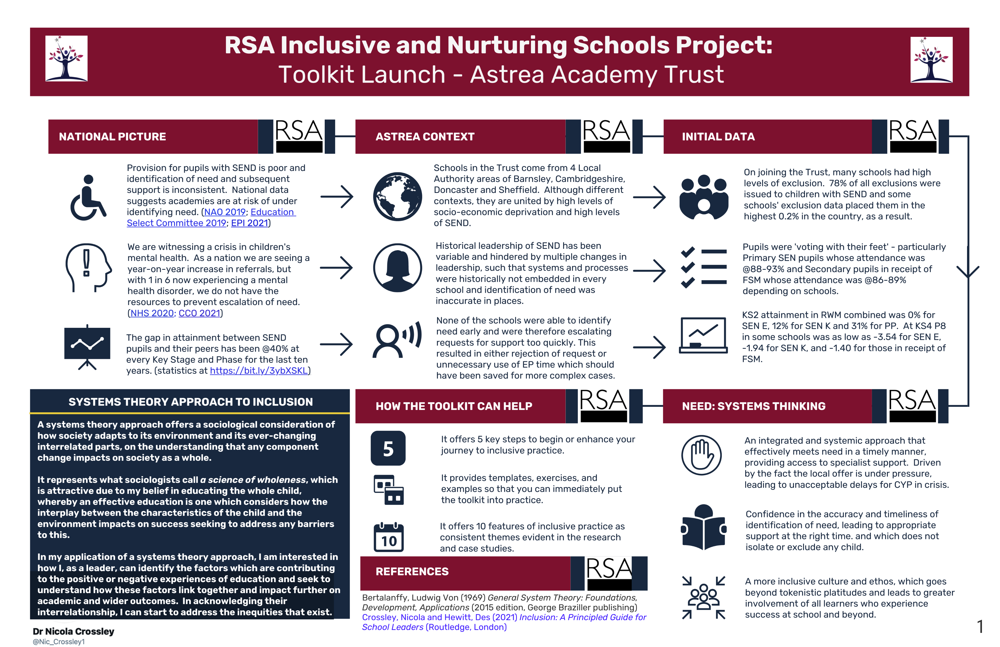 RSA Inclusive and Nurturing Schools Project:
Toolkit Launch - Astrea Academy Trust
NATIONAL PICTURE
RSA
Provision for pupils with SEND is poor and
identification of need and subsequent
support is inconsistent.  National data
suggests academies are at risk of under
identifying need. (NAO 2019; Education
Select Committee 2019; EPI 2021)
We are witnessing a crisis in children's
mental health.  As a nation we are seeing a
year-on-year increase in referrals, but
with 1 in 6 now experiencing a mental
health disorder, we do not have the
resources to prevent escalation of need.
(NHS 2020; CCO 2021)
The gap in attainment between SEND
pupils and their peers has been @40% at
every Key Stage and Phase for the last ten
years. (statistics at https://bit.ly/3ybXSKL)
ASTREA CONTEXT
RSA
Schools in the Trust come from 4 Local
Authority areas of Barnsley, Cambridgeshire,
Doncaster and Sheffield.  Although different
contexts, they are united by high levels of
socio-economic deprivation and high levels
of SEND.
Historical leadership of SEND has been
variable and hindered by multiple changes in
leadership, such that systems and processes
were historically not embedded in every
school and identification of need was
inaccurate in places.
None of the schools were able to identify
need early and were therefore escalating
requests for support too quickly. This
resulted in either rejection of request or
unnecessary use of EP time which should
have been saved for more complex cases.
INITIAL DATA
RSA
On joining the Trust, many schools had high
levels of exclusion.  78% of all exclusions were
issued to children with SEND and some
schools' exclusion data placed them in the
highest 0.2% in the country, as a result.
Pupils were 'voting with their feet' - particularly
Primary SEN pupils whose attendance was
@88-93% and Secondary pupils in receipt of
FSM whose attendance was @86-89%
depending on schools.
KS2 attainment in RWM combined was 0% for
SEN E, 12% for SEN K and 31% for PP.  At KS4 P8
in some schools was as low as -3.54 for SEN E,
-1.94 for SEN K, and -1.40 for those in receipt of
FSM.
SYSTEMS THEORY APPROACH TO INCLUSION
A systems theory approach offers a sociological consideration of
how society adapts to its environment and its ever-changing
interrelated parts, on the understanding that any component
change impacts on society as a whole.
It represents what sociologists call a science of wholeness, which
is attractive due to my belief in educating the whole child,
whereby an effective education is one which considers how the
interplay between the characteristics of the child and the
environment impacts on success seeking to address any barriers
to this.
In my application of a systems theory approach, I am interested in
how I, as a leader, can identify the factors which are contributing
to the positive or negative experiences of education and seek to
understand how these factors link together and impact further on
academic and wider outcomes.  In acknowledging their
interrelationship, I can start to address the inequities that exist.
Dr Nicola Crossley
@Nic_Crossley1
HOW THE TOOLKIT CAN HELP
RSA
5
It offers 5 key steps to begin or enhance your
journey to inclusive practice.
It provides templates, exercises, and
examples so that you can immediately put
the toolkit into practice.
10
It offers 10 features of inclusive practice as
consistent themes evident in the research
and case studies.
REFERENCES
RSA
Bertalanffy, Ludwig Von (1969) General System Theory: Foundations,
Development, Applications (2015 edition, George Braziller publishing)
Crossley, Nicola and Hewitt, Des (2021) Inclusion: A Principled Guide for
School Leaders (Routledge, London)
NEED: SYSTEMS THINKING
RSA
An integrated and systemic approach that
effectively meets need in a timely manner,
providing access to specialist support.  Driven
by the fact the local offer is under pressure,
leading to unacceptable delays for CYP in crisis.
Confidence in the accuracy and timeliness of
identification of need, leading to appropriate
support at the right time. and which does not
isolate or exclude any child.
A more inclusive culture and ethos, which goes
beyond tokenistic platitudes and leads to greater
involvement of all learners who experience
success at school and beyond.
1